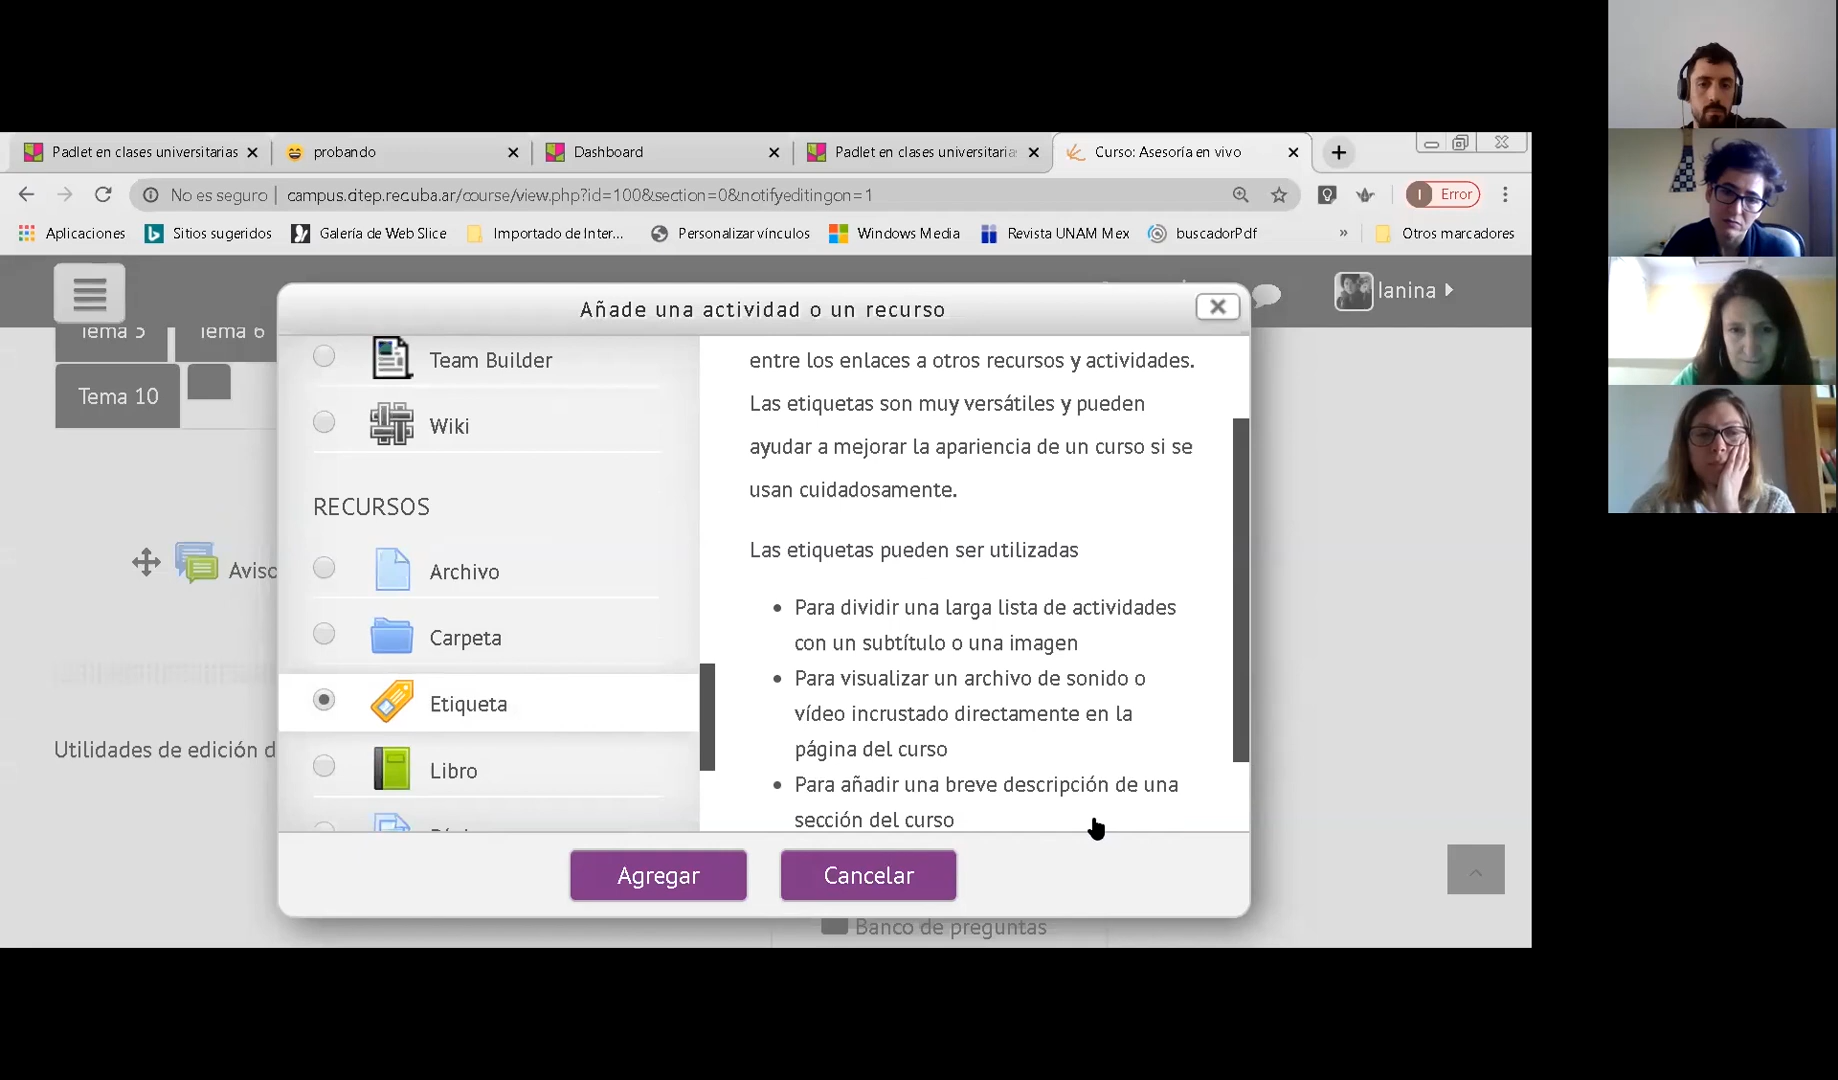 Padlet en clases universitarias
probando
Dashboard
Padlet en clases universitaria
Curso: Asesoría en vivo
No es seguro
campus.citep.rec.uba.ar/course/view.php?id=100&section=0&notifyeditingon=1
I Error
Aplicaciones
Sitios sugeridos
Galería de Web Slice
Importado de Inter...
Personalizar vínculos
Windows Media
Revista UNAM Mex
buscadorPdf
»
Otros marcadores
Añade una actividad o un recurso
Ianina
Tema 5
Tema 6
Tema 10
Team Builder
Wiki
RECURSOS
Archivo
Carpeta
Etiqueta
Libro
entre los enlaces a otros recursos y actividades.
Las etiquetas son muy versátiles y pueden
ayudar a mejorar la apariencia de un curso si se
usan cuidadosamente.
Las etiquetas pueden ser utilizadas
• Para dividir una larga lista de actividades
con un subtítulo o una imagen
• Para visualizar un archivo de sonido o
vídeo incrustado directamente en la
página del curso
• Para añadir una breve descripción de una
sección del curso
Aviso
Utilidades de edición d
Agregar
Cancelar
Banco de preguntas